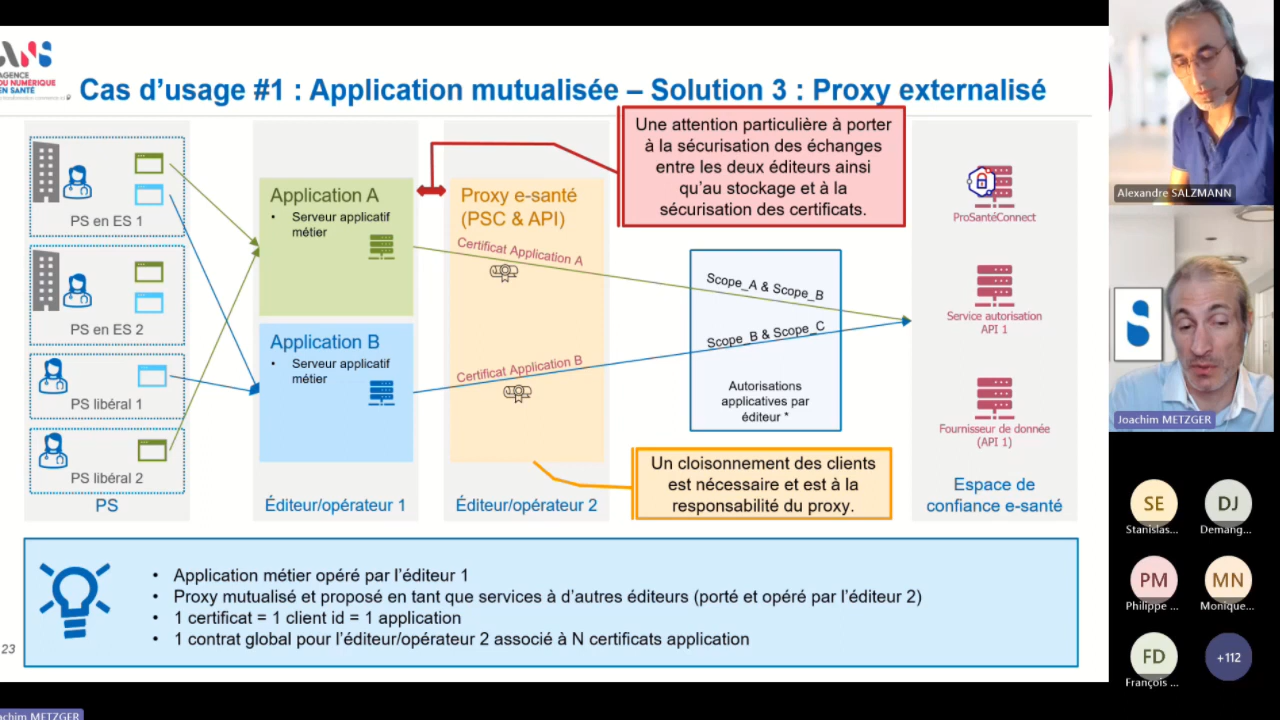 AGENCE
DU NUMÉRIQUE
EN SANTÉ
Cas d'usage #1 : Application mutualisée – Solution 3 : Proxy externalisé
PS en ES 1
PS en ES 2
PS libéral 1
PS libéral 2
PS
Application A
• Serveur applicatif
métier
Application B
• Serveur applicatif
métier
Éditeur/opérateur 1
Proxy e-santé
(PSC & API)
Certificat Application A
Certificat Application B
Éditeur/opérateur 2
Une attention particulière à porter
à la sécurisation des échanges
entre les deux éditeurs ainsi
qu'au stockage et à la
sécurisation des certificats.
Scope_A & Scope_B
Scope_B & Scope_C
Autorisations
applicatives par
éditeur *
Un cloisonnement des clients
est nécessaire et est à la
responsabilité du proxy.
ProSantéConnect
Service autorisation
API 1
Fournisseur de donnée
(API 1)
Espace de
confiance e-santé
• Application métier opéré par l'éditeur 1
• Proxy mutualisé et proposé en tant que services à d'autres éditeurs (porté et opéré par l'éditeur 2)
• 1 certificat = 1 client id = 1 application
• 1 contrat global pour l'éditeur/opérateur 2 associé à N certificats application
23
Alexandre SALZMANN
Joachim METZGER
SE
Stanislas...
DJ
Demang...
PM
Philippe ...
MN
Monique...
FD
François ...
+112
achim METZGER